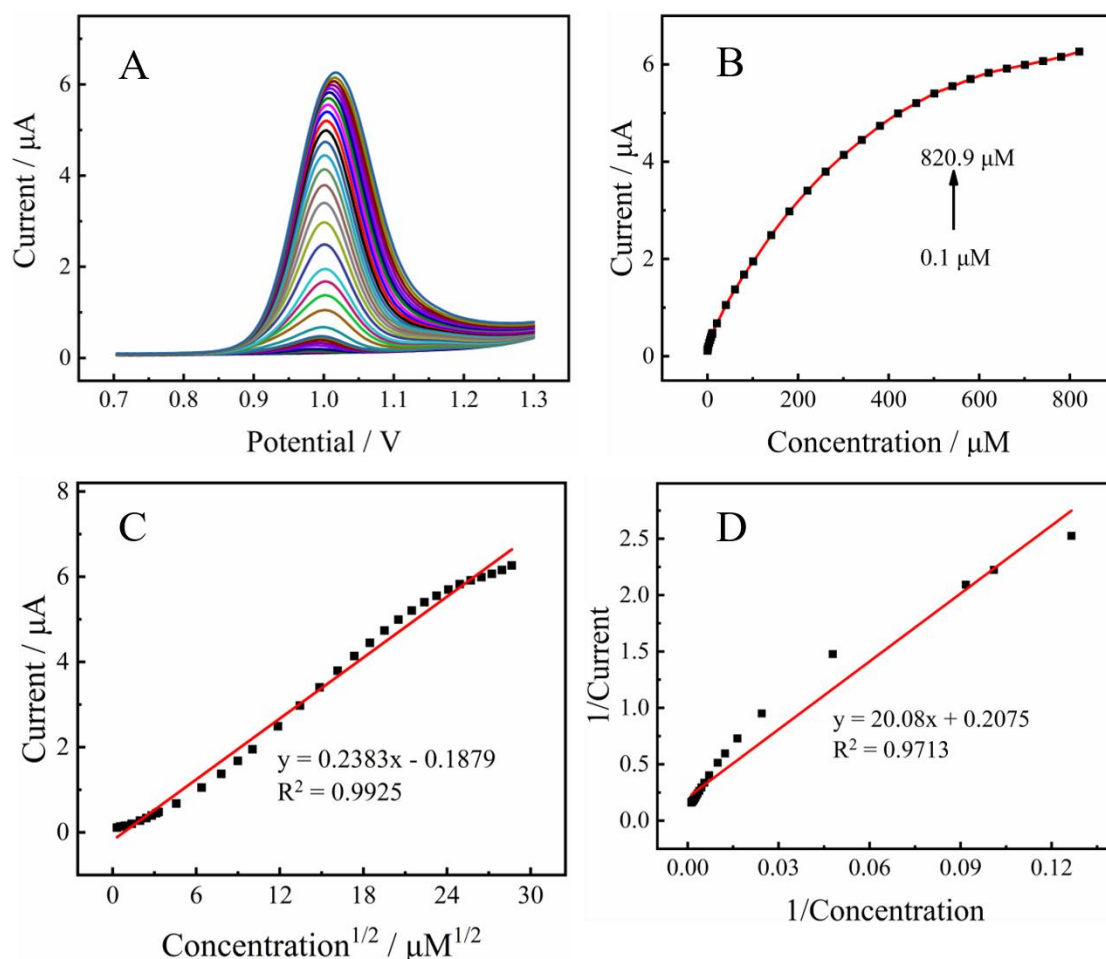 A
Current / μA
6
4
2
0
0.7 0.8 0.9 1.0 1.1 1.2 1.3
Potential / V
B
Current / μA
6
4
2
0
820.9 μM
0.1 μM
0 200 400 600 800
Concentration / μM
C
Current / μA
8
6
4
2
0
y = 0.2383x - 0.1879
R² = 0.9925
0 6 12 18 24 30
Concentration^1/2 / μM^1/2
D
1/Current
2.5
2.0
1.5
1.0
0.5
0.0
y = 20.08x + 0.2075
R² = 0.9713
0.00 0.03 0.06 0.09 0.12
1/Concentration